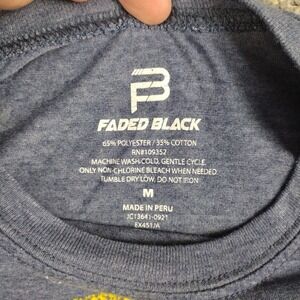 FADED BLACK
65% POLYESTER / 35% COTTON
RN#109352
MACHINE WASH COLD, GENTLE CYCLE
ONLY NON-CHLORINE BLEACH WHEN NEEDED
TUMBLE DRY LOW, DO NOT IRON
M
MADE IN PERU
JC13641-0921
EX451JA